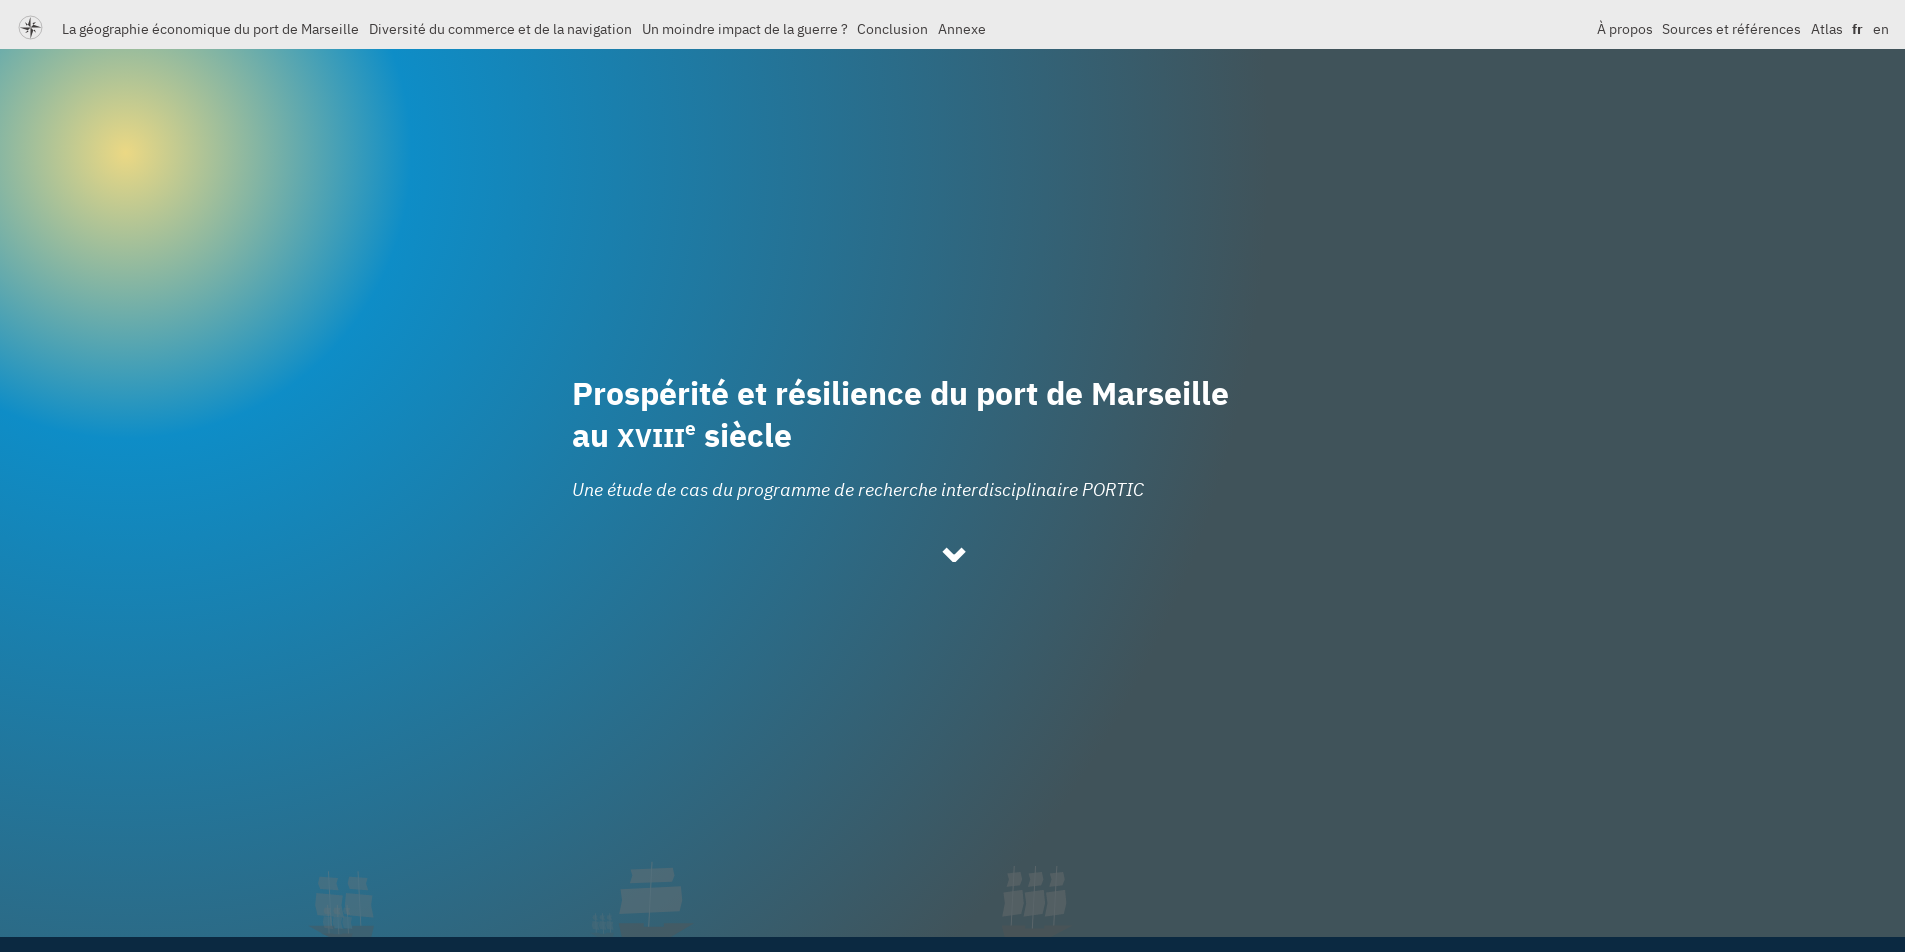 La géographie économique du port de Marseille Diversité du commerce et de la navigation Un moindre impact de la guerre ? Conclusion Annexe À propos Sources et références Atlas fr en
Prospérité et résilience du port de Marseille
au XVIIIe siècle
Une étude de cas du programme de recherche interdisciplinaire PORTIC